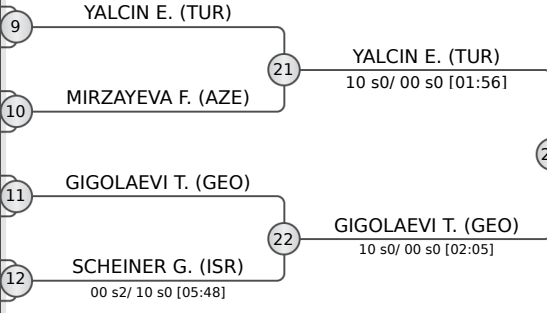 9
YALCIN E. (TUR)
21
YALCIN E. (TUR)
10 s0/ 00 s0 [01:56]
10
MIRZAYEVA F. (AZE)
11
GIGOLAEVI T. (GEO)
22
GIGOLAEVI T. (GEO)
10 s0/ 00 s0 [02:05]
12
SCHEINER G. (ISR)
00 s2/ 10 s0 [05:48]